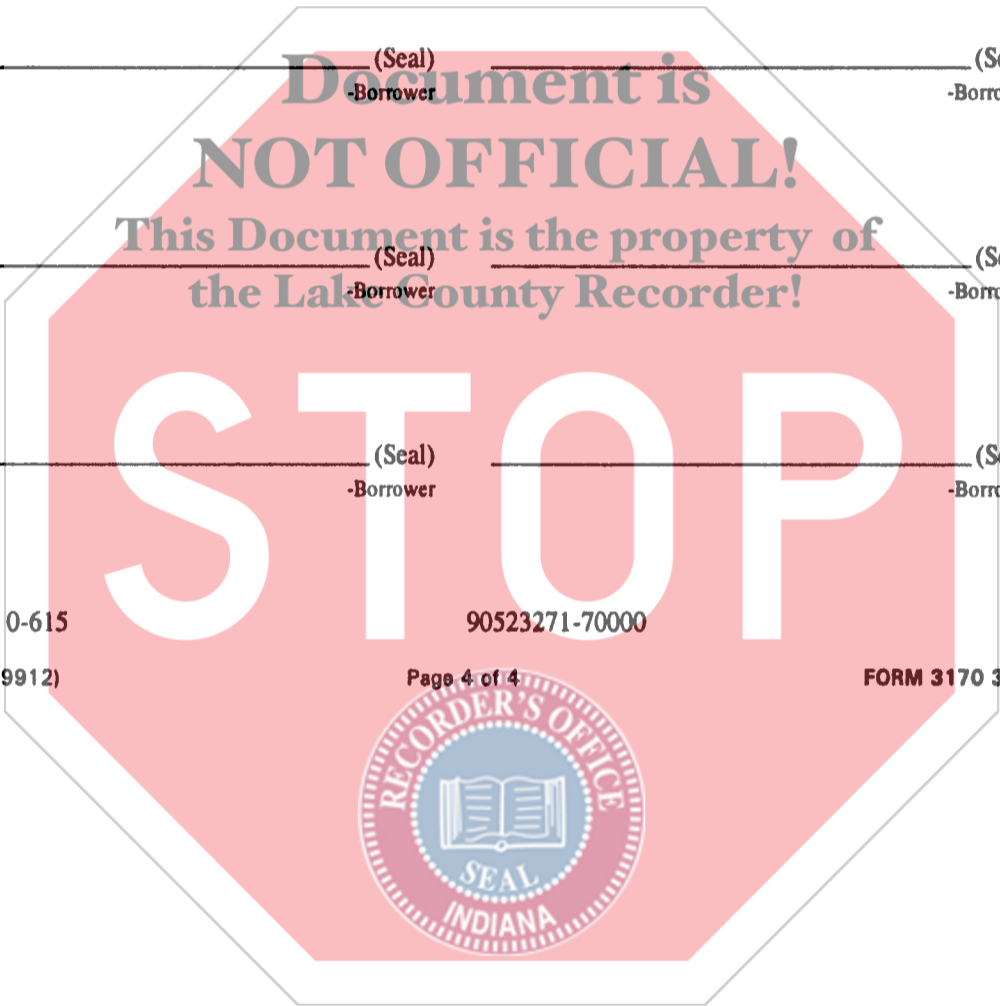 (Seal) (Se
-Borrower -Borro
Document is
NOT OFFICIAL!
This Document is the property of
(Seal) (Se
the Lake County Recorder!
-Borrower -Borro
STOP
(Seal) (Se
-Borrower -Borro
0-615 90523271-70000
9912) Page 4 of 4 FORM 3170 3
RECORDER'S OFFICE
SEAL
INDIANA